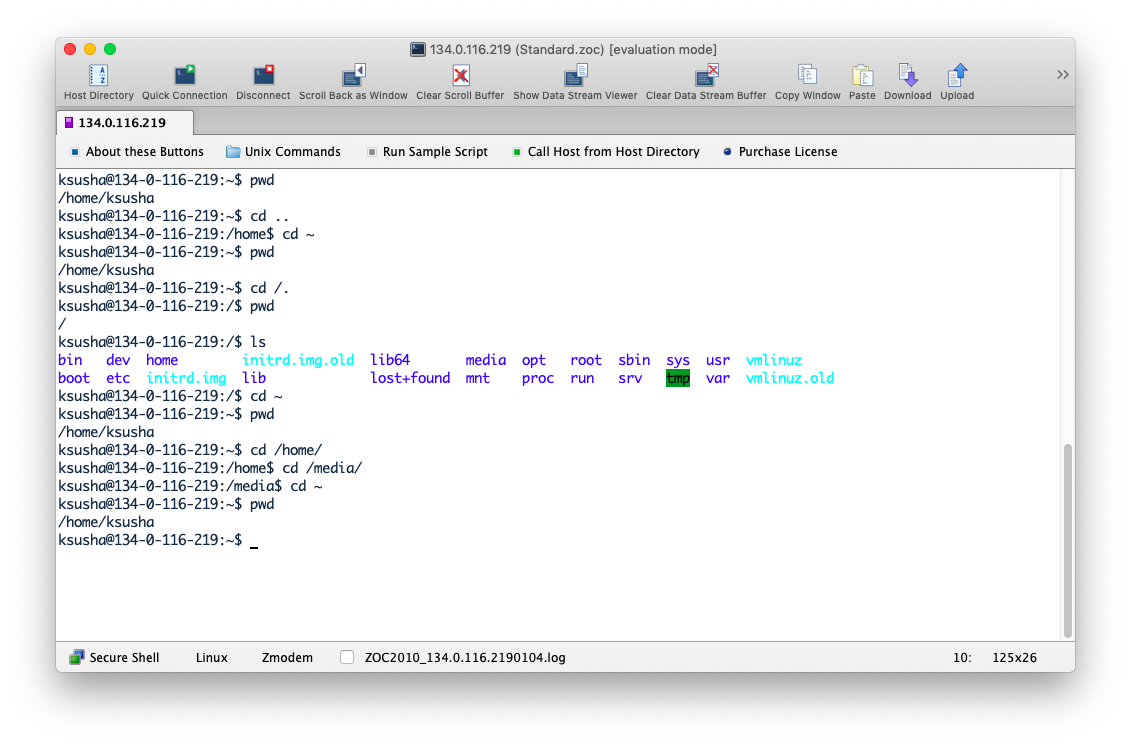 134.0.116.219 (Standard.zoc) [evaluation mode]
Host Directory Quick Connection Disconnect Scroll Back as Window Clear Scroll Buffer Show Data Stream Viewer Clear Data Stream Buffer Copy Window Paste Download Upload
134.0.116.219
About these Buttons Unix Commands Run Sample Script Call Host from Host Directory Purchase License
ksusha@134-0-116-219:~$ pwd
/home/ksusha
ksusha@134-0-116-219:~$ cd ..
ksusha@134-0-116-219:/home$ cd ~
ksusha@134-0-116-219:~$ pwd
/home/ksusha
ksusha@134-0-116-219:~$ cd /.
ksusha@134-0-116-219:/$ pwd
/
ksusha@134-0-116-219:/$ ls
bin dev home initrd.img.old lib64 media opt root sbin sys usr vmlinuz
boot etc initrd.img lib lost+found mnt proc run srv tmp var vmlinuz.old
ksusha@134-0-116-219:/$ cd ~
ksusha@134-0-116-219:~$ pwd
/home/ksusha
ksusha@134-0-116-219:~$ cd /home/
ksusha@134-0-116-219:/home$ cd /media/
ksusha@134-0-116-219:/media$ cd ~
ksusha@134-0-116-219:~$ pwd
/home/ksusha
ksusha@134-0-116-219:~$ _
Secure Shell Linux Zmodem ZOC2010_134.0.116.2190104.log 10: 125x26